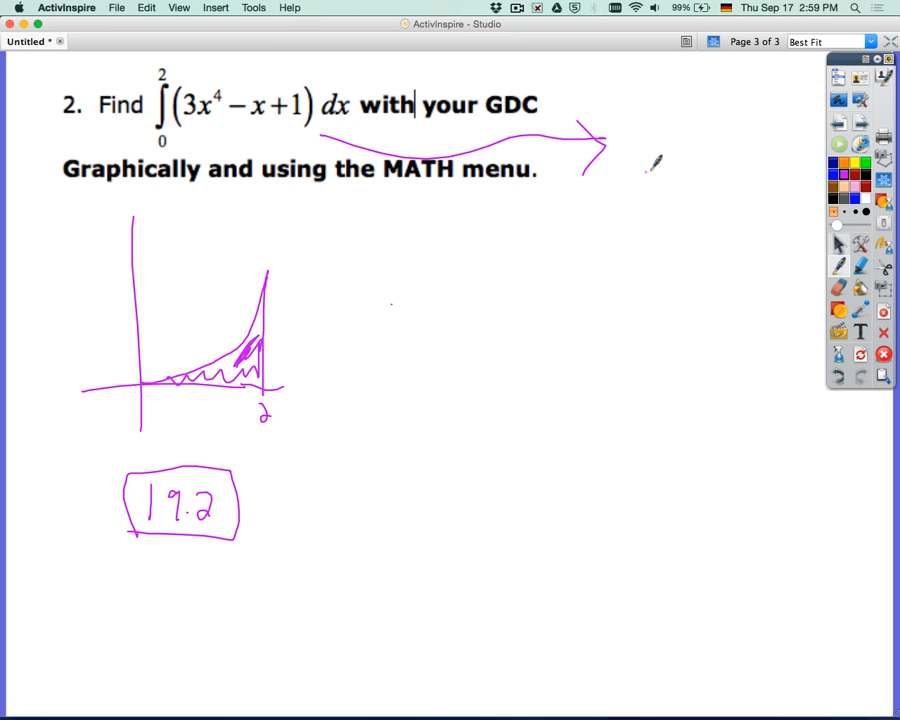 ActivInspire File Edit View Insert Tools Help 99% Thu Sep 17 2:59 PM
ActivInspire - Studio
Untitled * Page 3 of 3 Best Fit
2
2. Find ∫(3x⁴ − x + 1) dx with your GDC
0
Graphically and using the MATH menu.
2
19.2